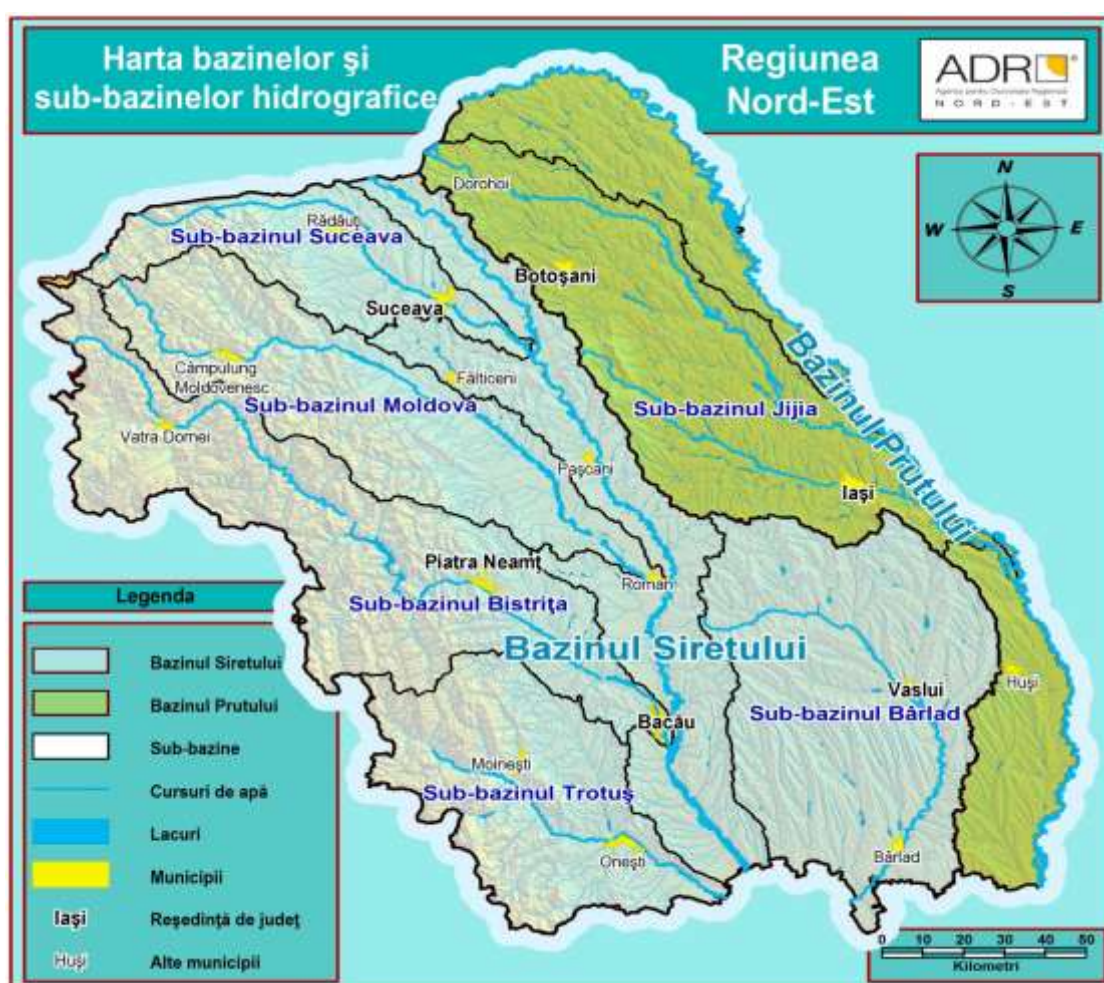 Harta bazinelor şi
sub-bazinelor hidrografice
Regiunea
Nord-Est
ADR
Agenţia pentru Dezvoltare Regională
NORD-EST
N
W
E
S
Dorohoi
Rădăuţi
Sub-bazinul Suceava
Botoşani
Suceava
Câmpulung
Moldovenesc
Fălticeni
Sub-bazinul Moldova
Sub-bazinul Jijia
Bazinul Prutului
Vatra Dornei
Paşcani
Iaşi
Piatra Neamţ
Roman
Sub-bazinul Bistriţa
Bazinul Siretului
Vaslui
Huşi
Sub-bazinul Bârlad
Bacău
Moineşti
Sub-bazinul Trotuş
Oneşti
Bârlad
Legenda
Bazinul Siretului
Bazinul Prutului
Sub-bazine
Cursuri de apă
Lacuri
Municipii
Iaşi
Reşedinţă de judeţ
Huşi
Alte municipii
0 10 20 30 40 50
Kilometri